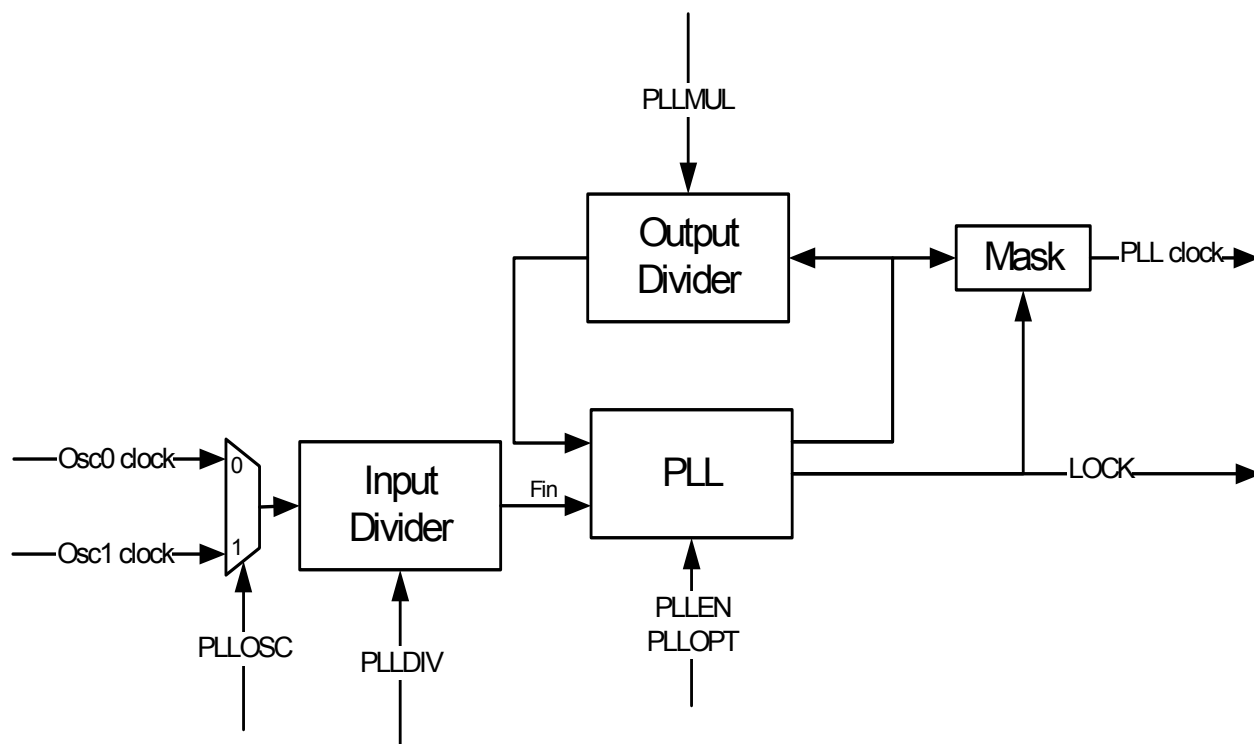 PLLMUL
Output
Divider
Mask
PLL clock
Osc0 clock
0
Input
Divider
Fin
PLL
LOCK
Osc1 clock
1
PLLOSC
PLLDIV
PLLEN
PLLOPT